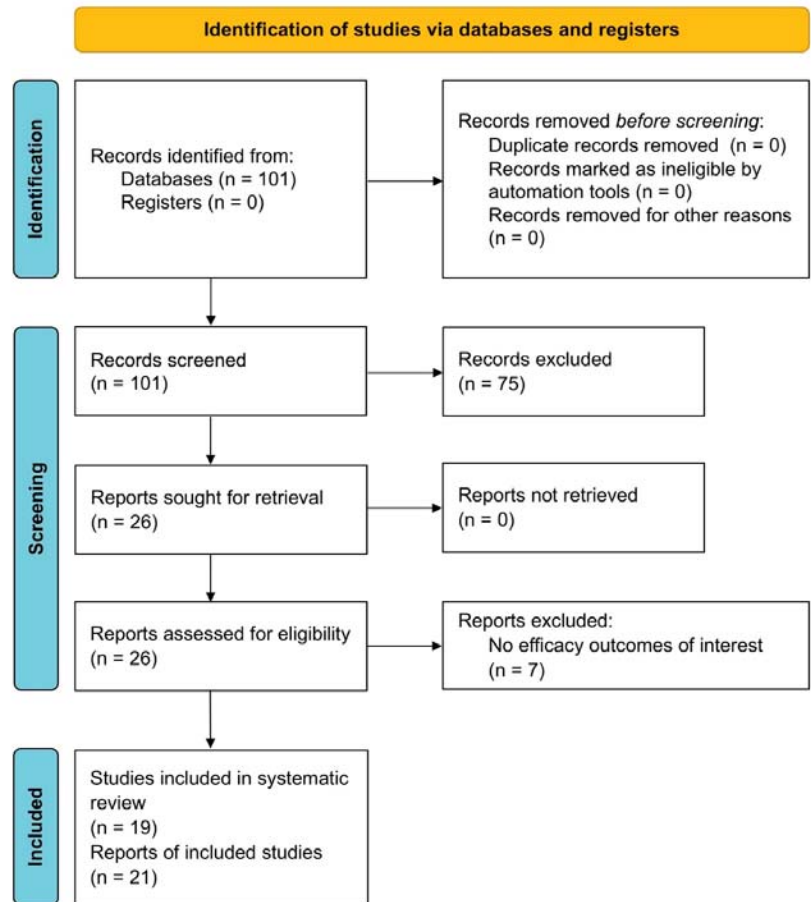 Identification of studies via databases and registers
Identification
Records identified from:
Databases (n = 101)
Registers (n = 0)
Records removed before screening:
Duplicate records removed (n = 0)
Records marked as ineligible by
automation tools (n = 0)
Records removed for other reasons
(n = 0)
Screening
Records screened
(n = 101)
Records excluded
(n = 75)
Reports sought for retrieval
(n = 26)
Reports not retrieved
(n = 0)
Reports assessed for eligibility
(n = 26)
Reports excluded:
No efficacy outcomes of interest
(n = 7)
Included
Studies included in systematic
review
(n = 19)
Reports of included studies
(n = 21)